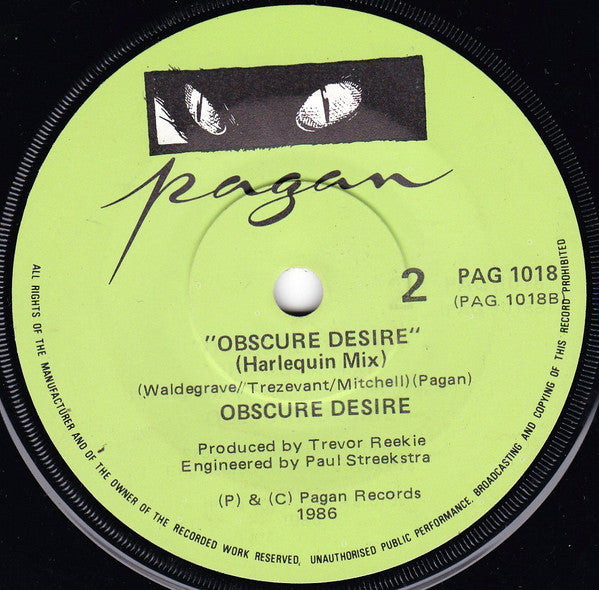 pagan
2
PAG 1018
(PAG. 1018B)
"OBSCURE DESIRE"
(Harlequin Mix)
(Waldegrave//Trezevant/Mitchell)(Pagan)
OBSCURE DESIRE
Produced by Trevor Reekie
Engineered by Paul Streekstra
(P) & (C) Pagan Records
1986
ALL RIGHTS OF THE MANUFACTURER AND OF THE OWNER OF THE RECORDED WORK RESERVED, UNAUTHORISED PUBLIC PERFORMANCE, BROADCASTING AND COPYING OF THIS RECORD PROHIBITED